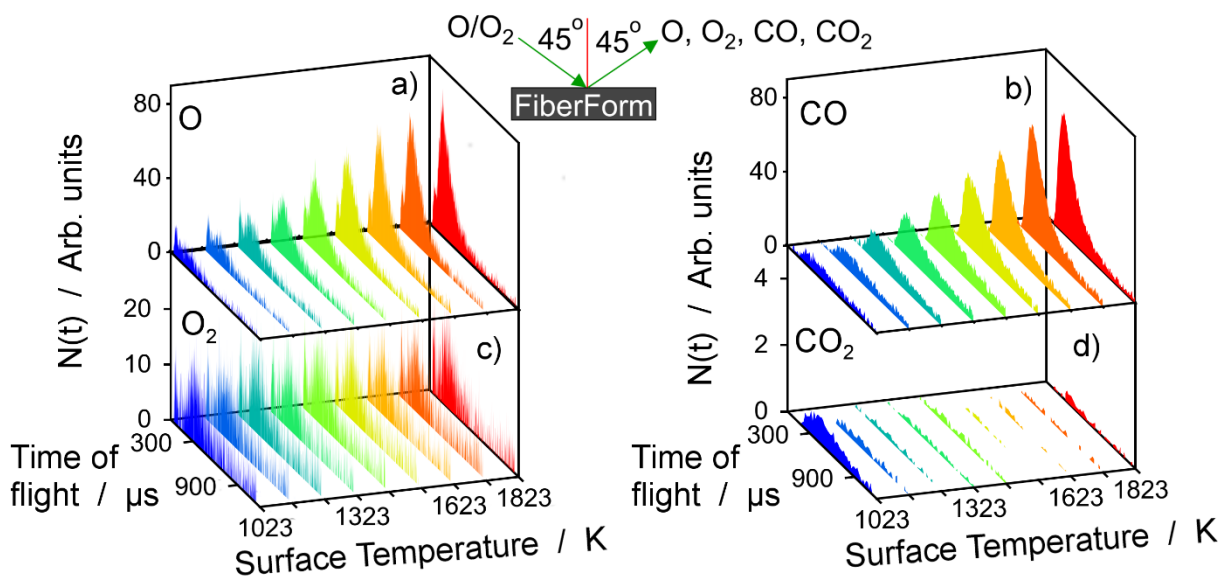 O/O₂ 45° 45° O, O₂, CO, CO₂
FiberForm
a)
O
80
40
0
N(t) / Arb. units
c)
O₂
20
10
0
300
900
Time of
flight / µs
1023
1323
1623
1823
Surface Temperature / K
b)
CO
80
40
0
N(t) / Arb. units
d)
CO₂
4
2
0
300
900
Time of
flight / µs
1023
1323
1623
1823
Surface Temperature / K